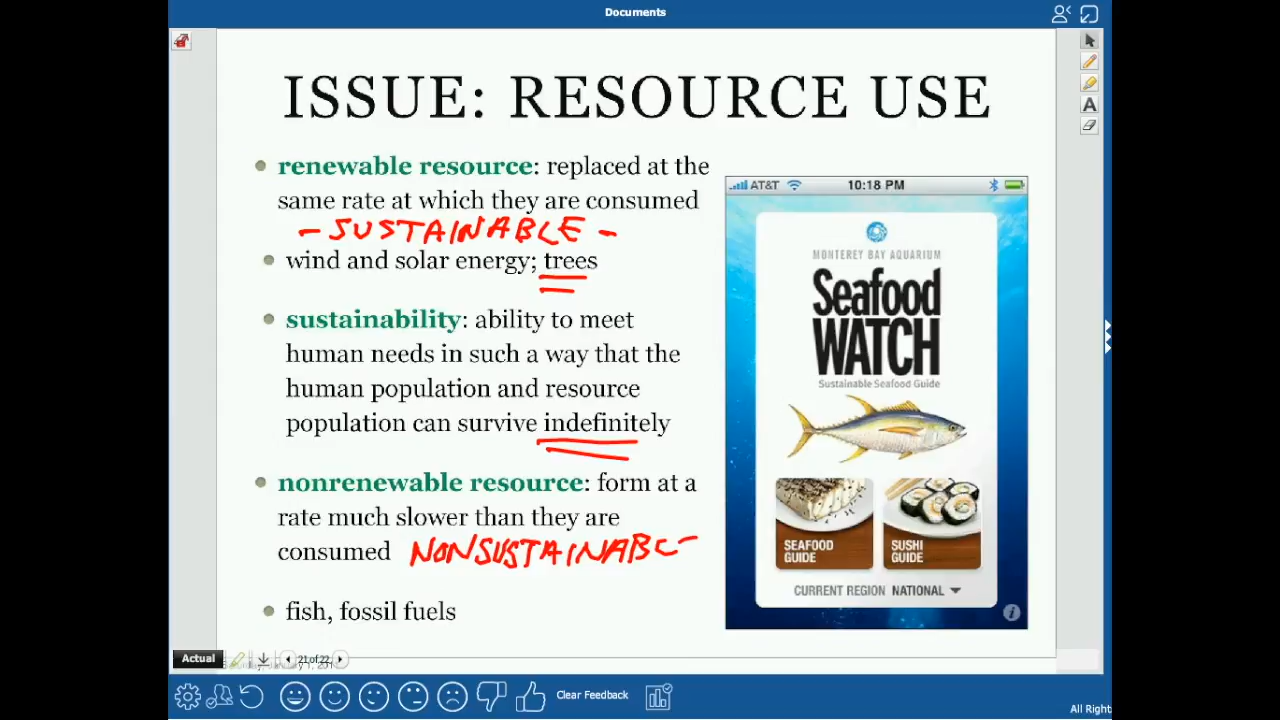 Documents
ISSUE: RESOURCE USE
renewable resource: replaced at the
same rate at which they are consumed
- SUSTAINABLE -
wind and solar energy; trees
sustainability: ability to meet
human needs in such a way that the
human population and resource
population can survive indefinitely
nonrenewable resource: form at a
rate much slower than they are
consumed NONSUSTAINABLE
fish, fossil fuels
AT&T 10:18 PM
MONTEREY BAY AQUARIUM
Seafood
WATCH
Sustainable Seafood Guide
SEAFOOD
GUIDE
SUSHI
GUIDE
CURRENT REGION NATIONAL
A
Actual
21 of 22
Clear Feedback
All Right